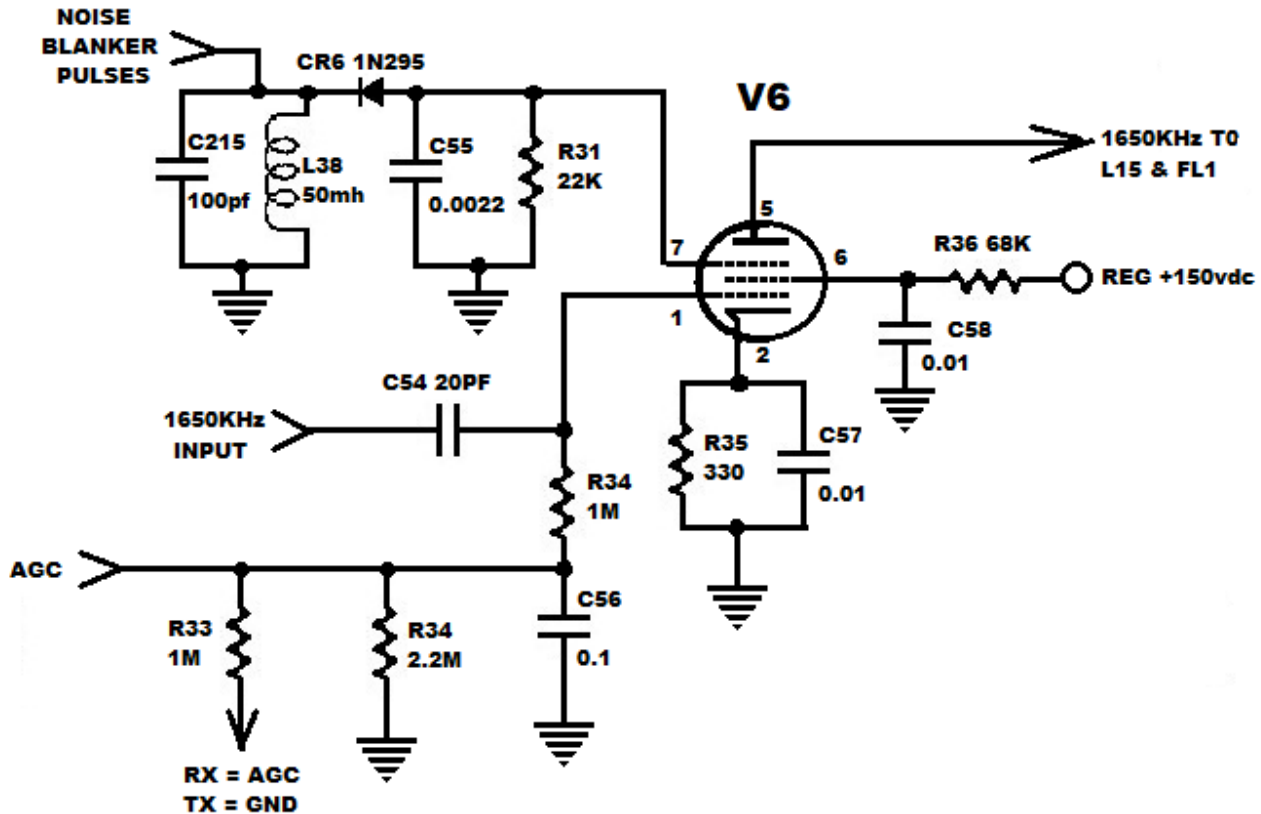 NOISE
BLANKER
PULSES
CR6 1N295
C215
100pf
L38
50mh
C55
0.0022
R31
22K
V6
1650KHz T0
L15 & FL1
5
7
6
1
2
R36 68K
REG +150vdc
C58
0.01
C54 20PF
1650KHz
INPUT
R34
1M
R35
330
C57
0.01
AGC
R33
1M
R34
2.2M
C56
0.1
RX = AGC
TX = GND